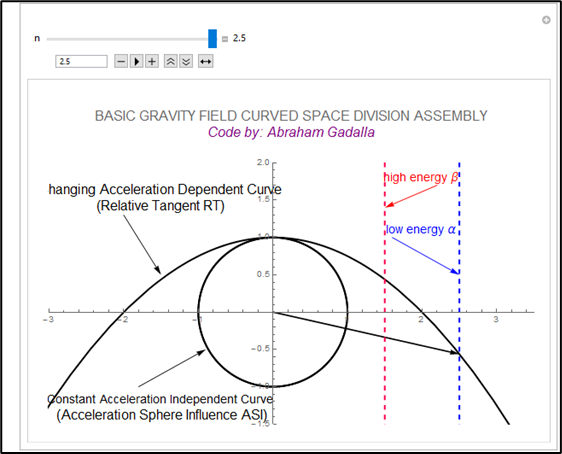 n
2.5
2.5
BASIC GRAVITY FIELD CURVED SPACE DIVISION ASSEMBLY
Code by: Abraham Gadalla
2.0
high energy β
hanging Acceleration Dependent Curve
(Relative Tangent RT)
low energy α
1.0
0.5
-3
-2
-1
1
2
3
-0.5
-1.0
Constant Acceleration Independent Curve
(Acceleration Sphere Influence ASI)
-1.5